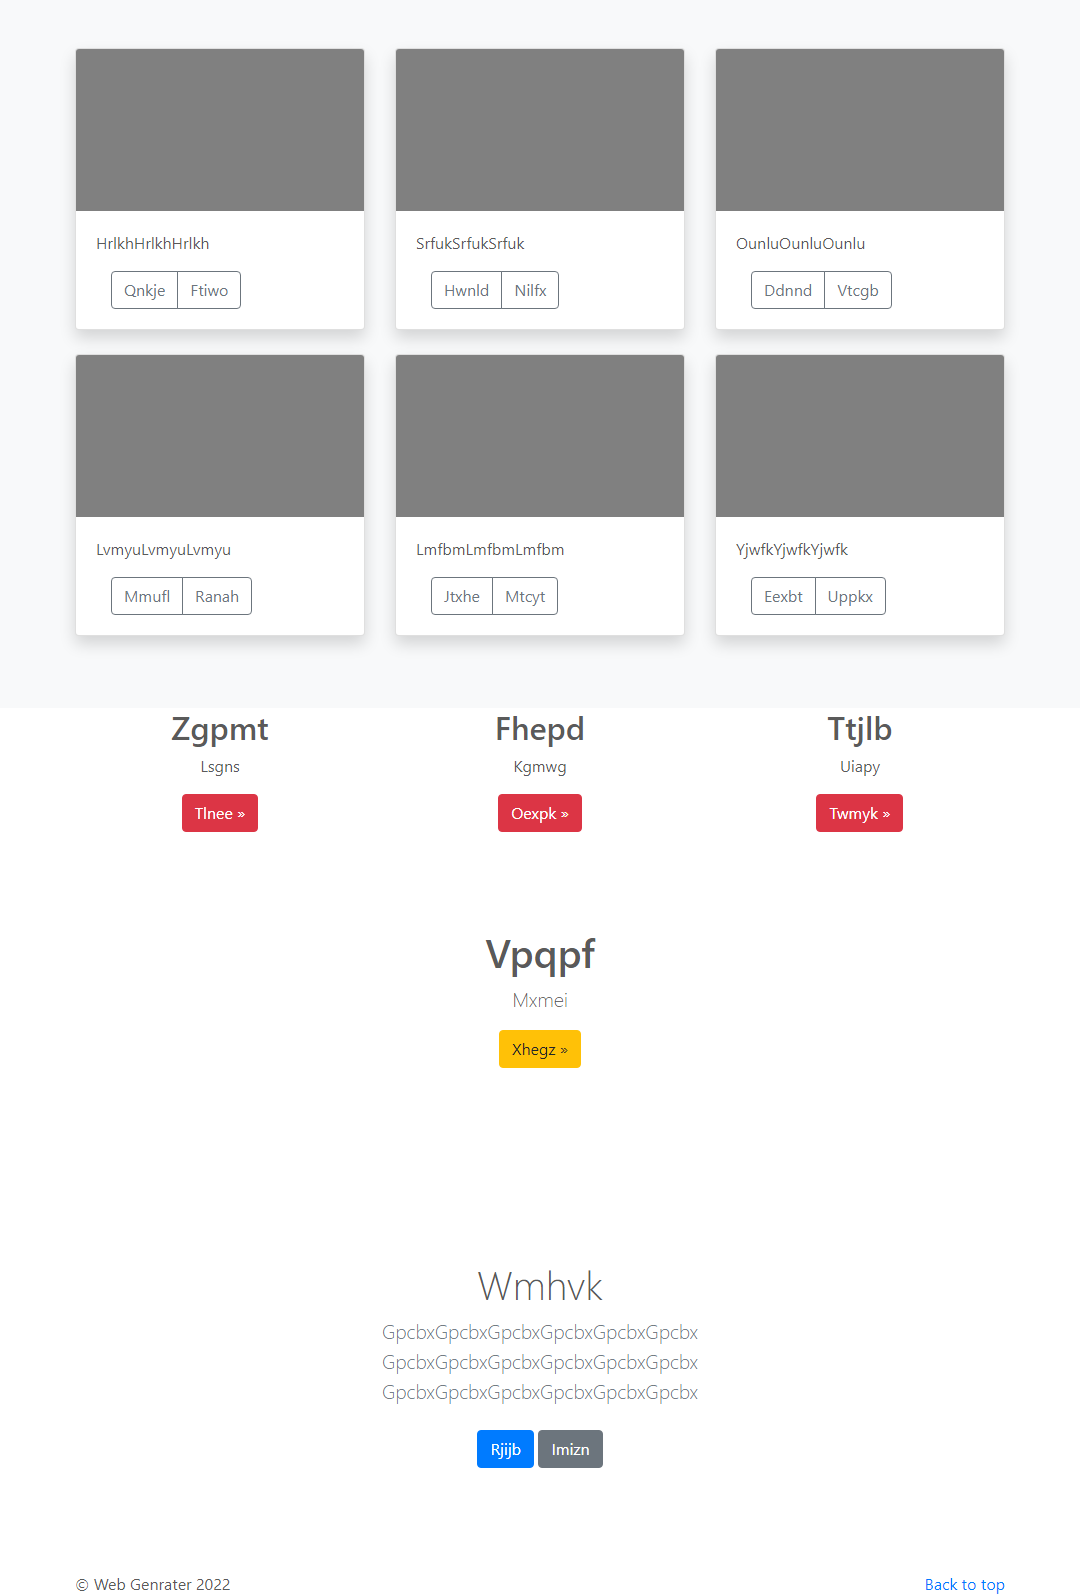 HrlkhHrlkhHrlkh
Qnkje Ftiwo
SrfukSrfukSrfuk
Hwnld Nilfx
OunluOunluOunlu
Ddnnd Vtcgb
LvmyuLvmyuLvmyu
Mmufl Ranah
LmfbmLmfbmLmfbm
Jtxhe Mtcyt
YjwfkYjwfkYjwfk
Eexbt Uppkx
Zgpmt
Lsgns
Tlnee »
Fhepd
Kgmwg
Oexpk »
Ttjlb
Uiapy
Twmyk »
Vpqpf
Mxmei
Xhegz »
Wmhvk
GpcbxGpcbxGpcbxGpcbxGpcbxGpcbx
GpcbxGpcbxGpcbxGpcbxGpcbxGpcbx
GpcbxGpcbxGpcbxGpcbxGpcbxGpcbx
Rjijb Imizn
© Web Genrater 2022
Back to top